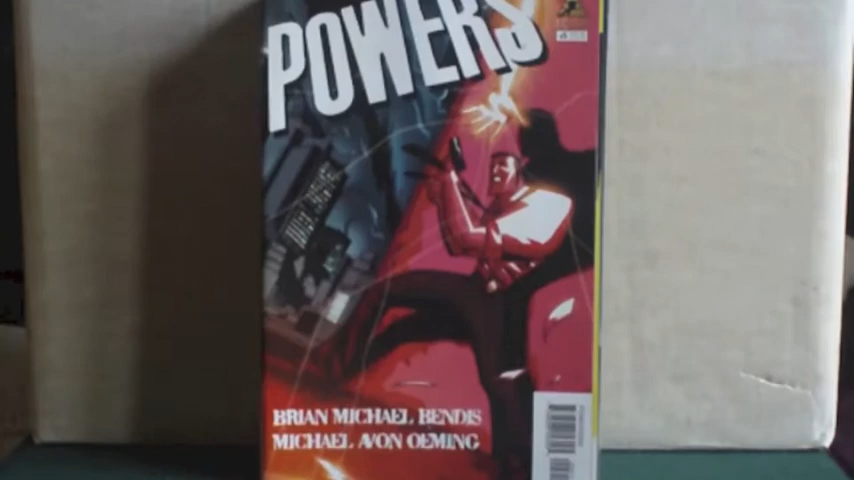 POWERS
BRIAN MICHAEL BENDIS
MICHAEL AVON OEMING